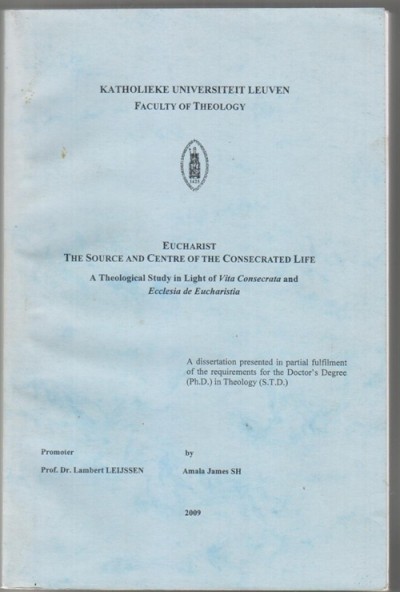 KATHOLIEKE UNIVERSITEIT LEUVEN
FACULTY OF THEOLOGY
1425
EUCHARIST
THE SOURCE AND CENTRE OF THE CONSECRATED LIFE
A Theological Study in Light of Vita Consecrata and
Ecclesia de Eucharistia
A dissertation presented in partial fulfilment
of the requirements for the Doctor's Degree
(Ph.D.) in Theology (S.T.D.)
Promoter
by
Prof. Dr. Lambert LEIJSSEN
Amala James SH
2009